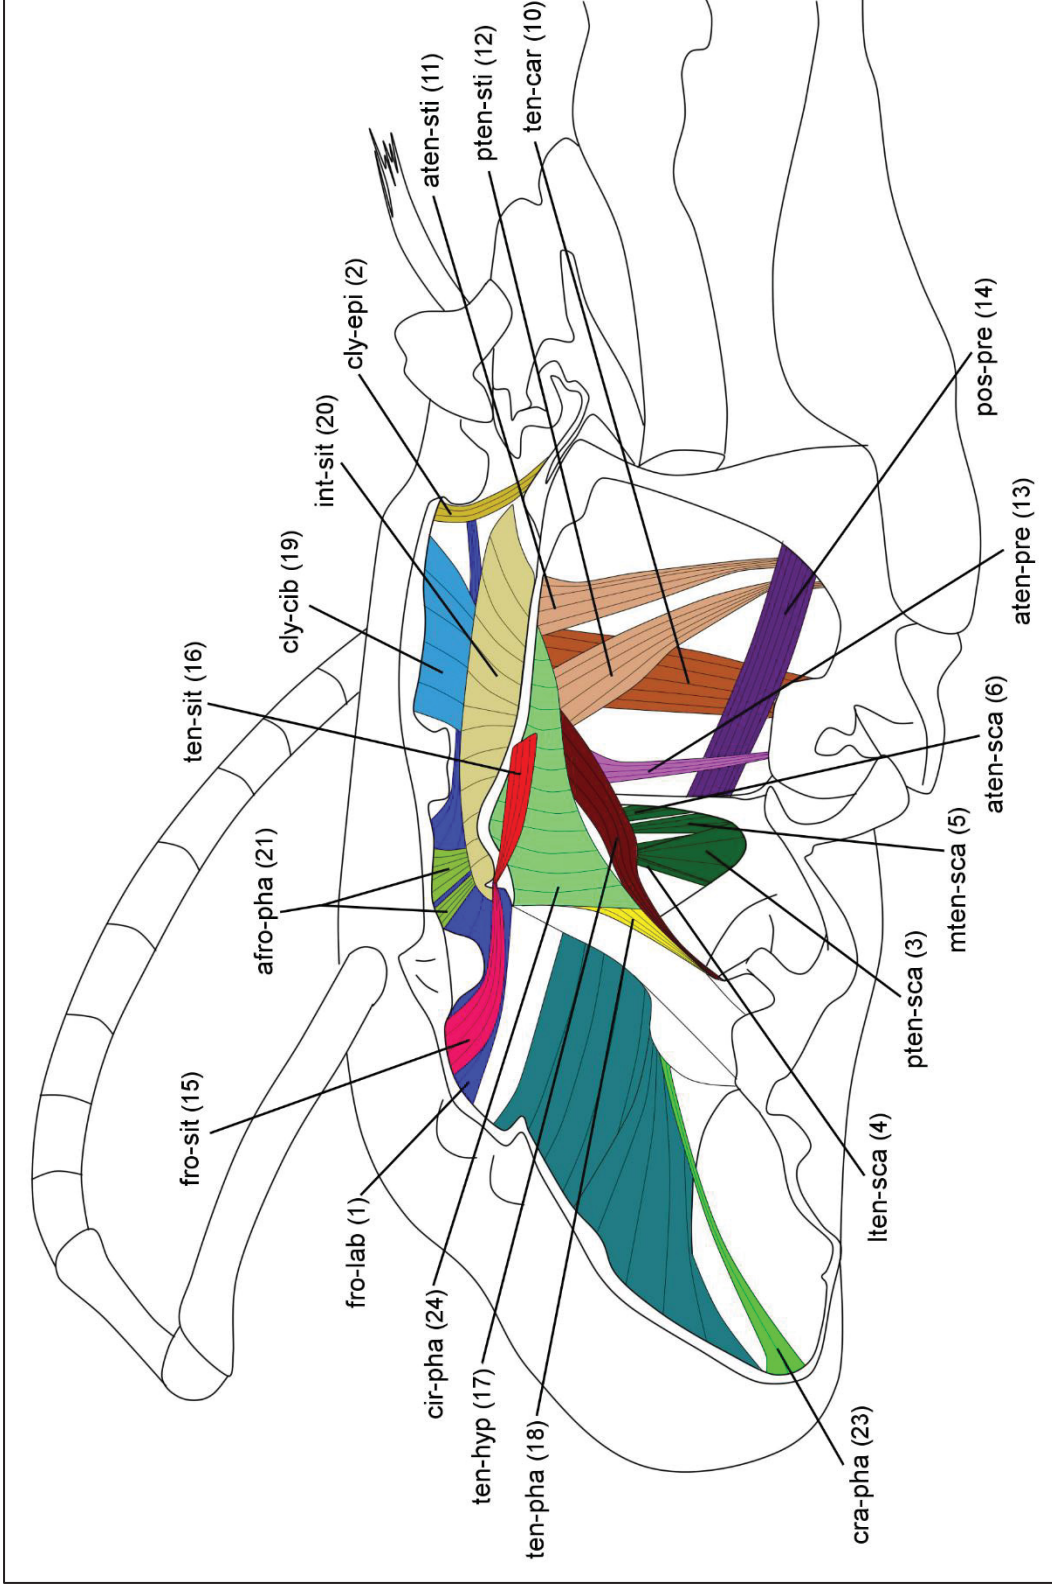 fro-sit (15)
ten-sit (16)
afro-pha (21)
cly-cib (19)
int-sit (20)
fro-lab (1)
cly-epi (2)
cir-pha (24)
aten-sti (11)
ten-hyp (17)
pten-sti (12)
ten-pha (18)
ten-car (10)
cra-pha (23)
lten-sca (4)
pten-sca (3)
mten-sca (5)
aten-sca (6)
pos-pre (14)
aten-pre (13)